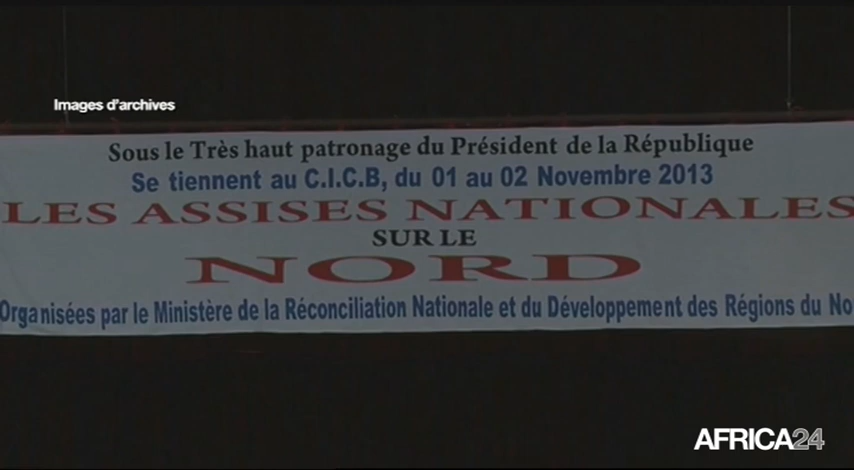 Images d'archives
Sous le Très haut patronage du Président de la République
Se tiennent au C.I.C.B, du 01 au 02 Novembre 2013
LES ASSISES NATIONALES
SUR LE
NORD
Organisées par le Ministère de la Réconciliation Nationale et du Développement des Régions du No
AFRICA24